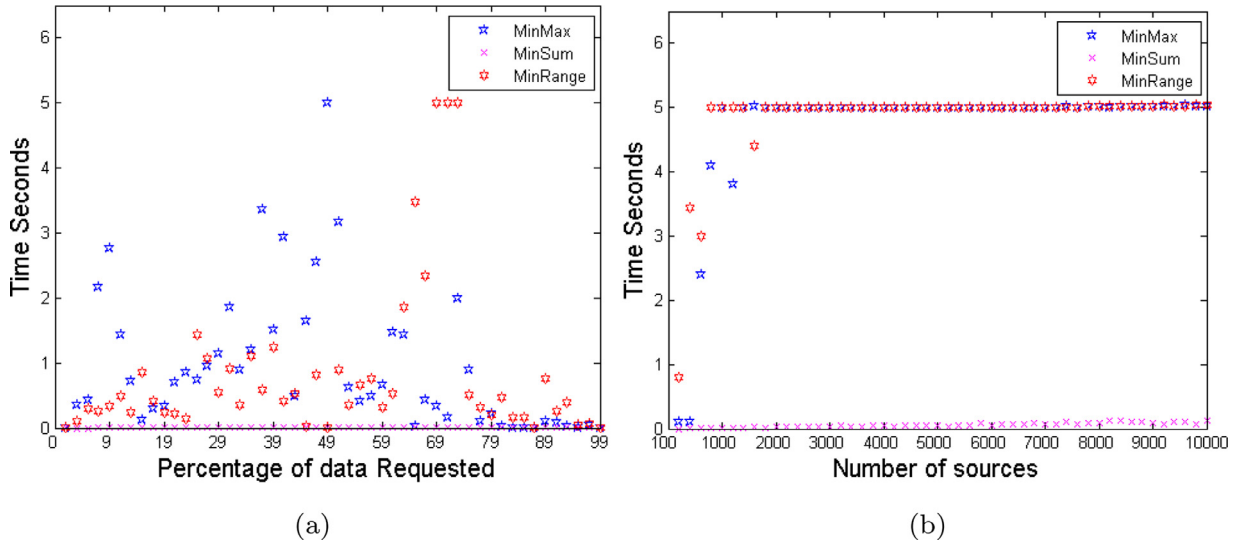 6
5
4
3
2
1
0
Time Seconds
MinMax
MinSum
MinRange
0 9 19 29 39 49 59 69 79 89 99
Percentage of data Requested
(a)
6
5
4
3
2
1
0
Time Seconds
MinMax
MinSum
MinRange
100 1000 2000 3000 4000 5000 6000 7000 8000 9000 10000
Number of sources
(b)